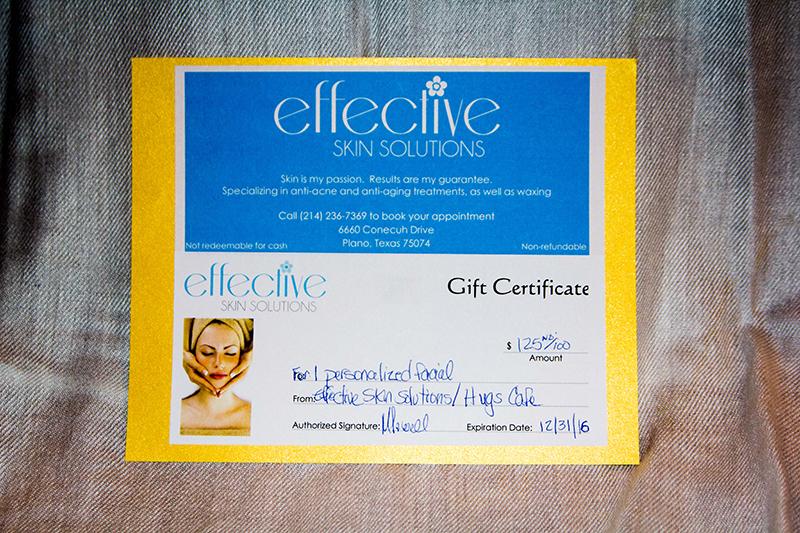 effective
SKIN SOLUTIONS
Skin is my passion. Results are my guarantee.
Specializing in anti-acne and anti-aging treatments, as well as waxing
Call (214) 236-7369 to book your appointment
6660 Conecuh Drive
Plano, Texas 75074
Not redeemable for cash
Non-refundable
effective
SKIN SOLUTIONS
Gift Certificate
$ 125 no/100
Amount
For 1 personalized facial
From: effective Skin Solutions / Hugs Cafe
Authorized Signature:
Expiration Date: 12/31/16